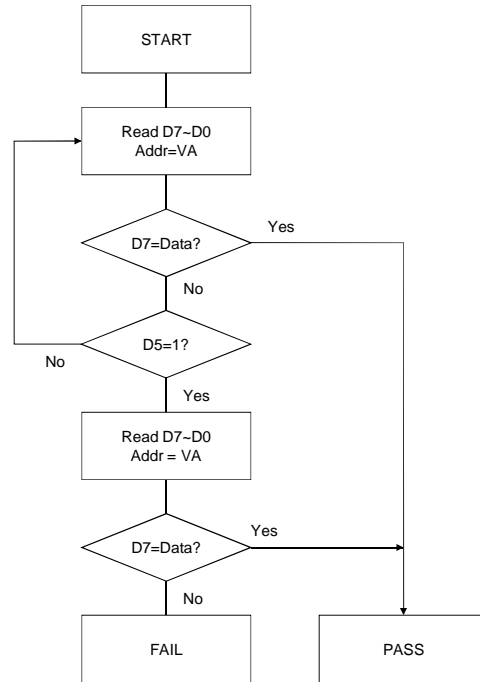 START
Read D7~D0
Addr=VA
Yes
D7=Data?
No
D5=1?
No
Yes
Read D7~D0
Addr = VA
Yes
D7=Data?
No
FAIL
PASS